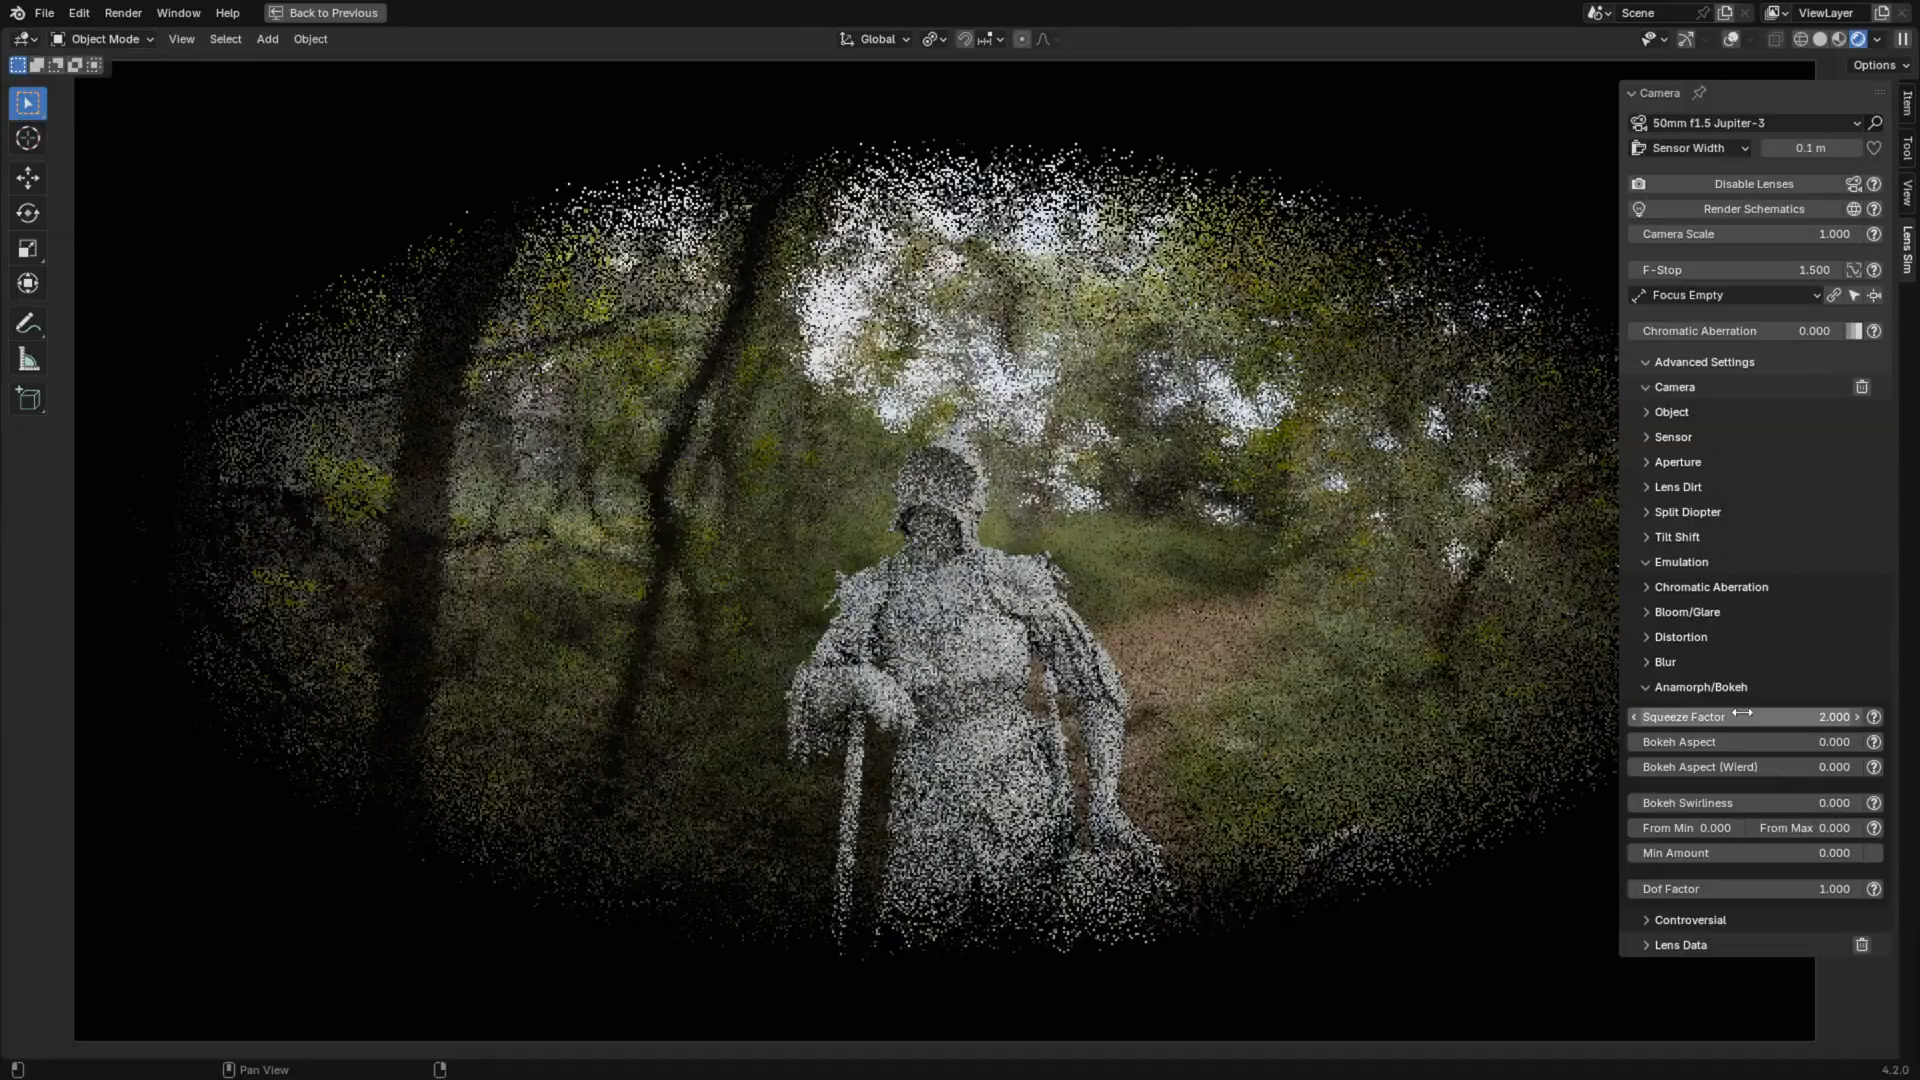 File Edit Render Window Help Back to Previous Scene ViewLayer
Object Mode View Select Add Object Global
Options
Camera
50mm f1.5 Jupiter-3
Sensor Width 0.1 m
Disable Lenses
Render Schematics
Camera Scale 1.000
F-Stop 1.500
Focus Empty
Chromatic Aberration 0.000
Advanced Settings
Camera
Object
Sensor
Aperture
Lens Dirt
Split Diopter
Tilt Shift
Emulation
Chromatic Aberration
Bloom/Glare
Distortion
Blur
Anamorph/Bokeh
Squeeze Factor 2.000
Bokeh Aspect 0.000
Bokeh Aspect (Wierd) 0.000
Bokeh Swirliness 0.000
From Min 0.000 From Max 0.000
Min Amount 0.000
Dof Factor 1.000
Controversial
Lens Data
Item
Tool
View
Lens Sim
Pan View 4.2.0